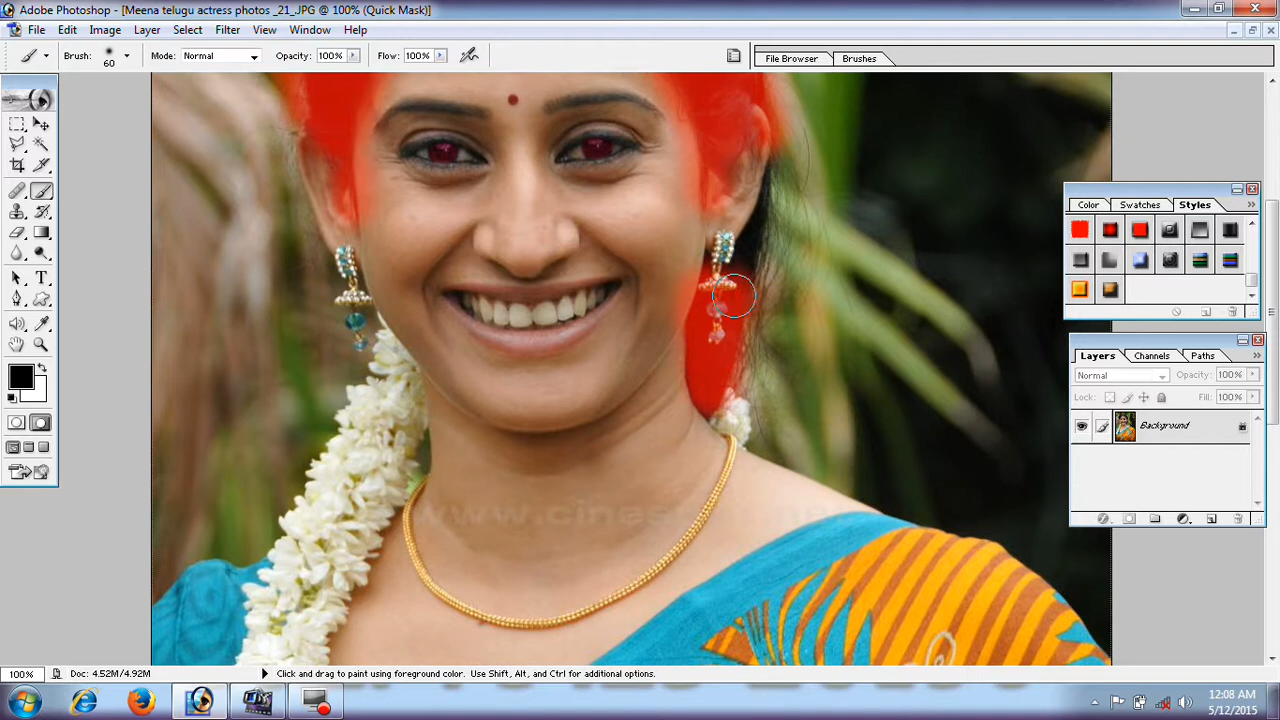 Adobe Photoshop - [Meena telugu actress photos _21_.JPG @ 100% (Quick Mask)]
File Edit Image Layer Select Filter View Window Help
Brush: 60 Mode: Normal Opacity: 100% Flow: 100% File Browser Brushes
Color Swatches Styles
Layers Channels Paths
Normal Opacity: 100%
Lock: Fill: 100%
Background
T
100% Doc: 4.52M/4.92M Click and drag to paint using foreground color. Use Shift, Alt, and Ctrl for additional options.
12:08 AM
5/12/2015